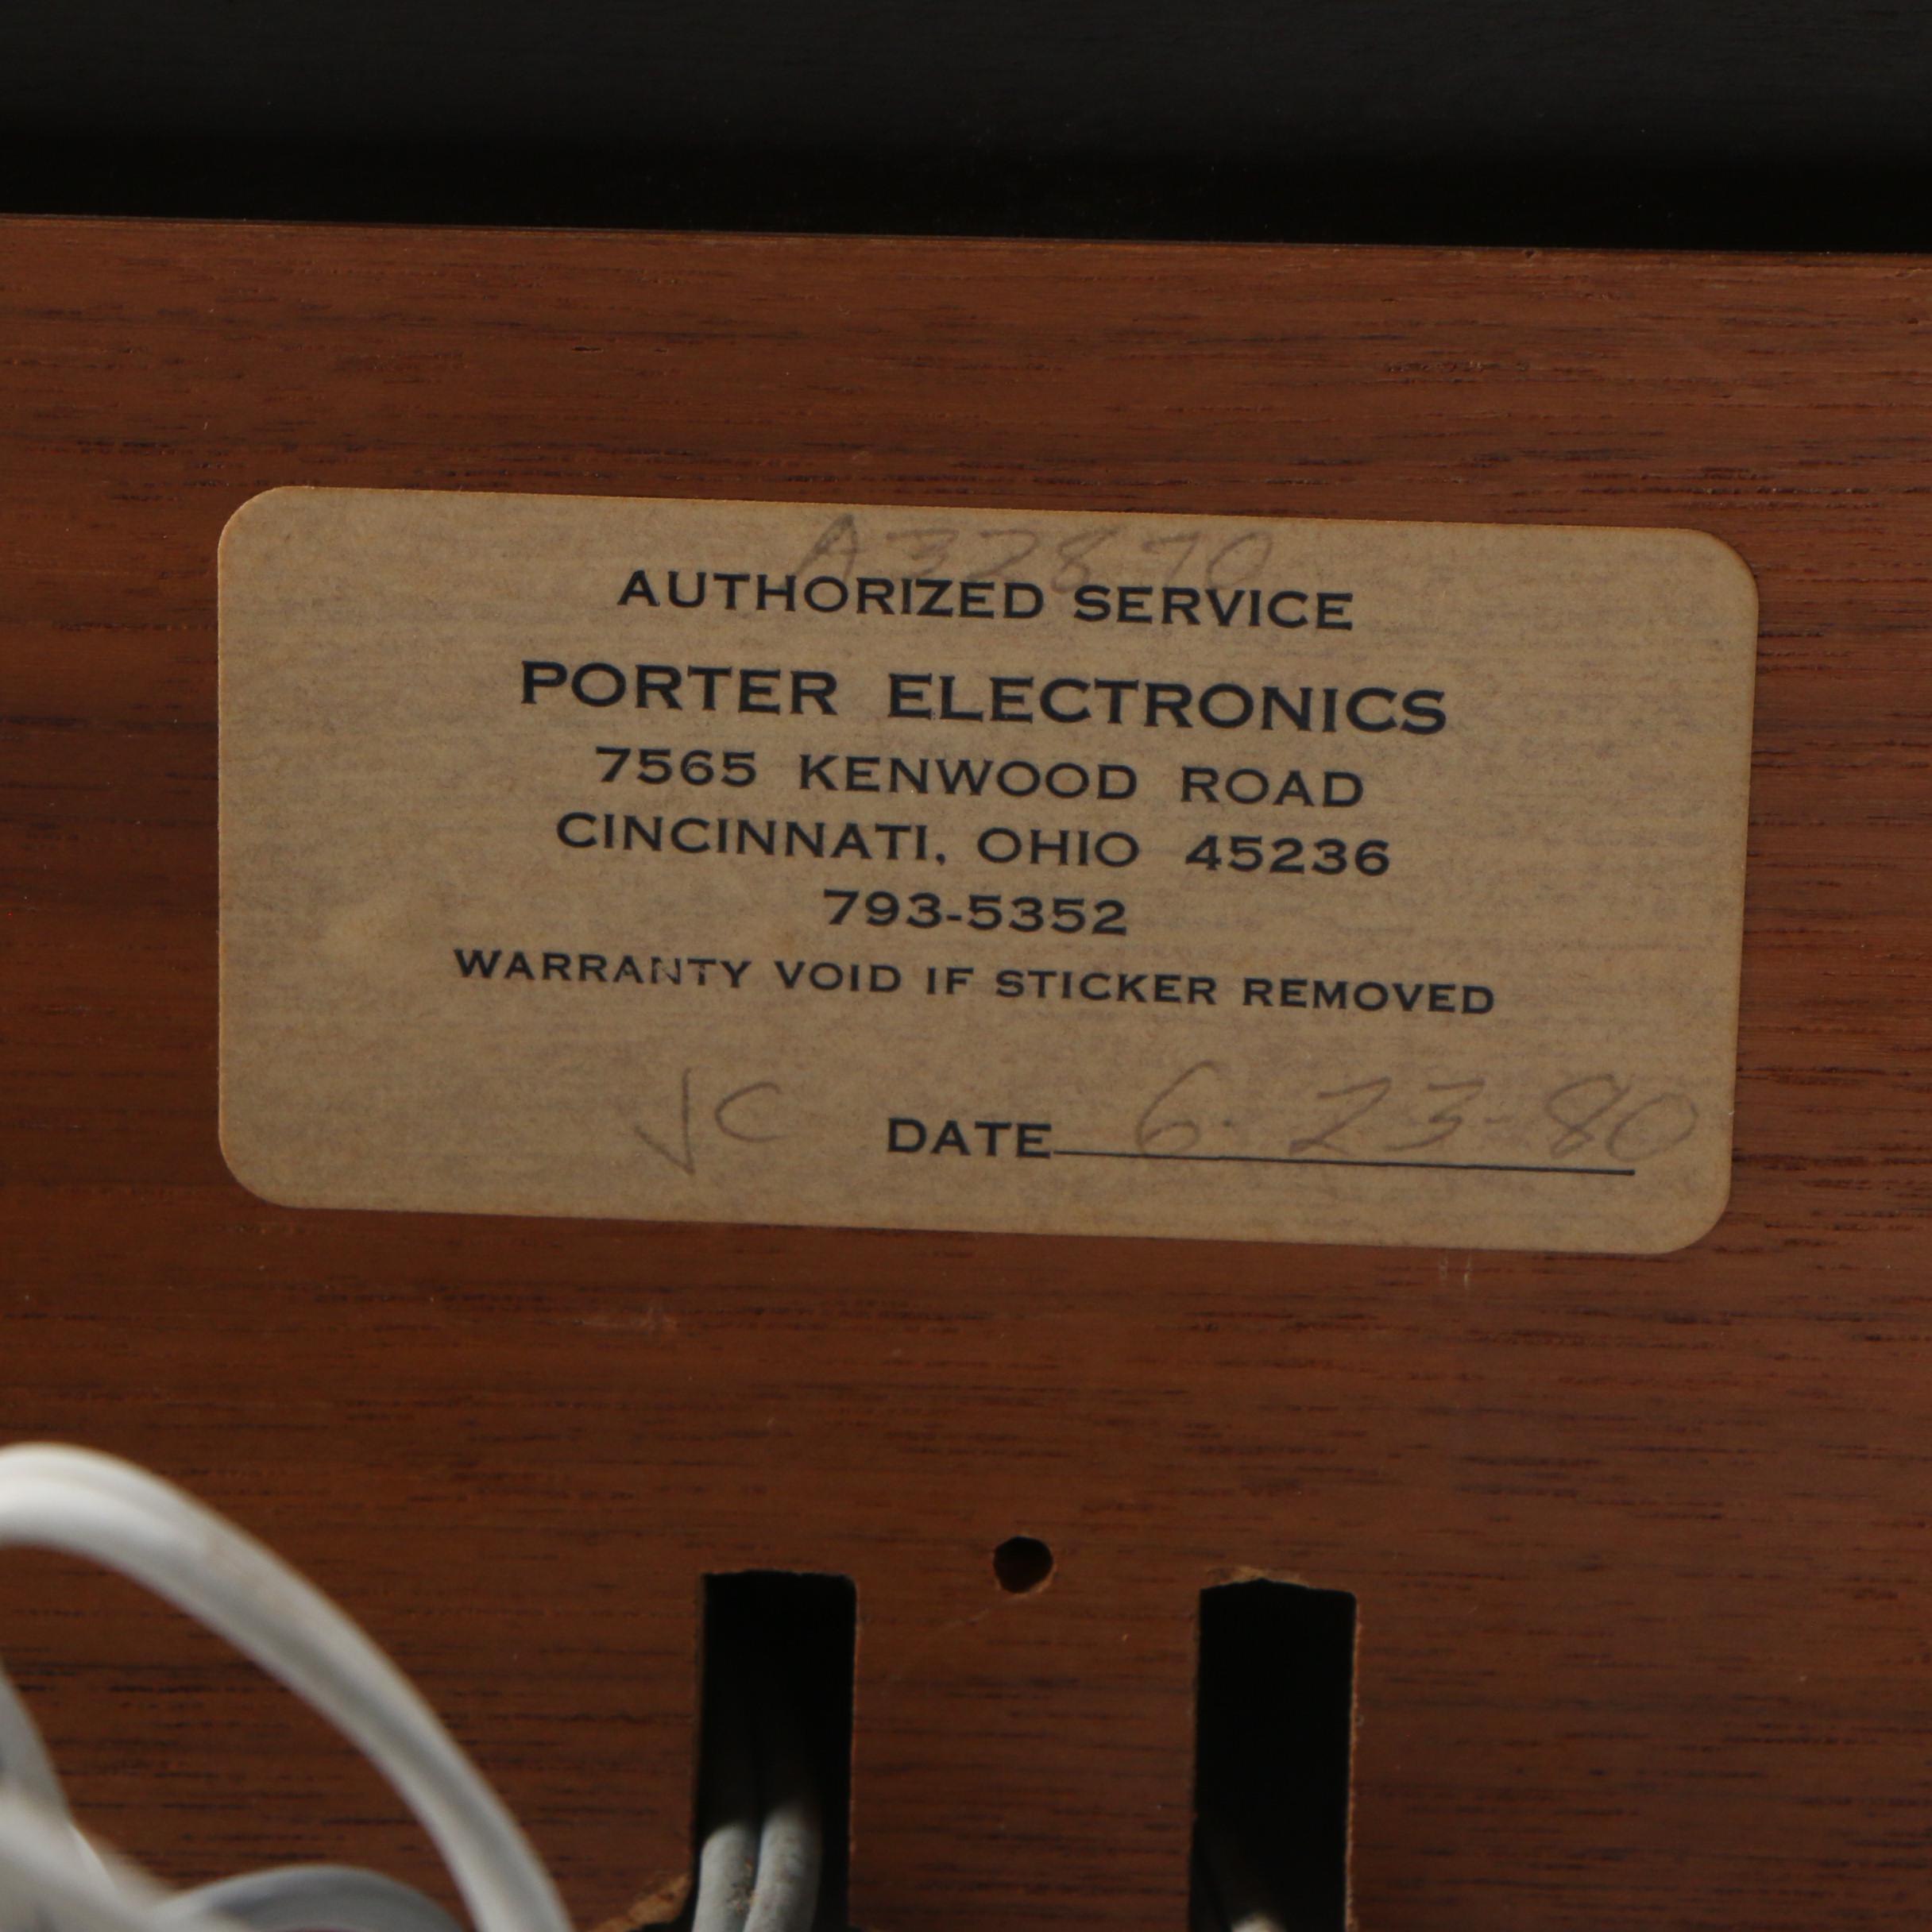 A32870
AUTHORIZED SERVICE
PORTER ELECTRONICS
7565 KENWOOD ROAD
CINCINNATI, OHIO 45236
793-5352
WARRANTY VOID IF STICKER REMOVED
JC DATE 6-23-80